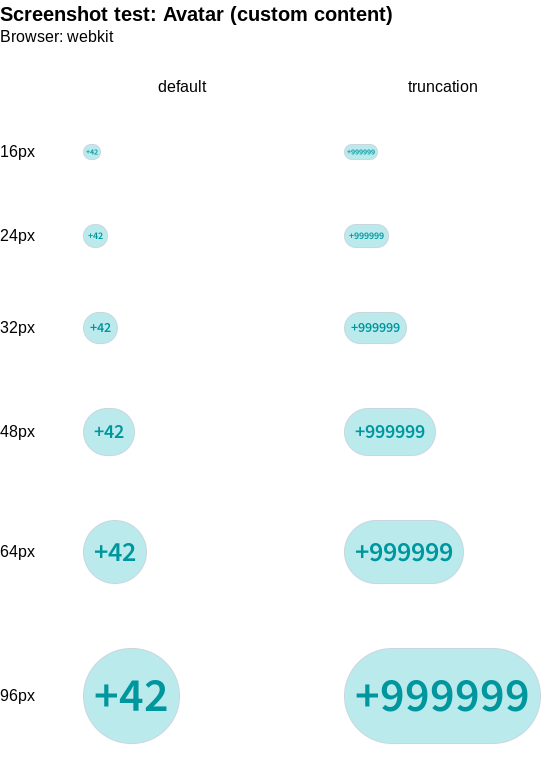 Screenshot test: Avatar (custom content)
Browser: webkit
default truncation
16px +42 +999999
24px +42 +999999
32px +42 +999999
48px +42 +999999
64px +42 +999999
96px +42 +999999